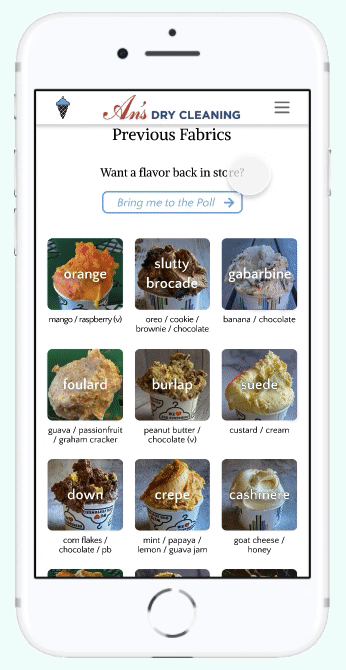 An's DRY CLEANING
Previous Fabrics
Want a flavor back in store?
Bring me to the Poll
orange
slutty
brocade
gabarbine
mango / raspberry (v)
oreo / cookie /
brownie / chocolate
banana / chocolate
foulard
burlap
suede
guava / passionfruit
/ graham cracker
peanut butter /
chocolate (v)
custard / cream
down
crepe
cashmere
corn flakes /
chocolate / pb
mint / papaya /
lemon / guava jam
goat cheese /
honey